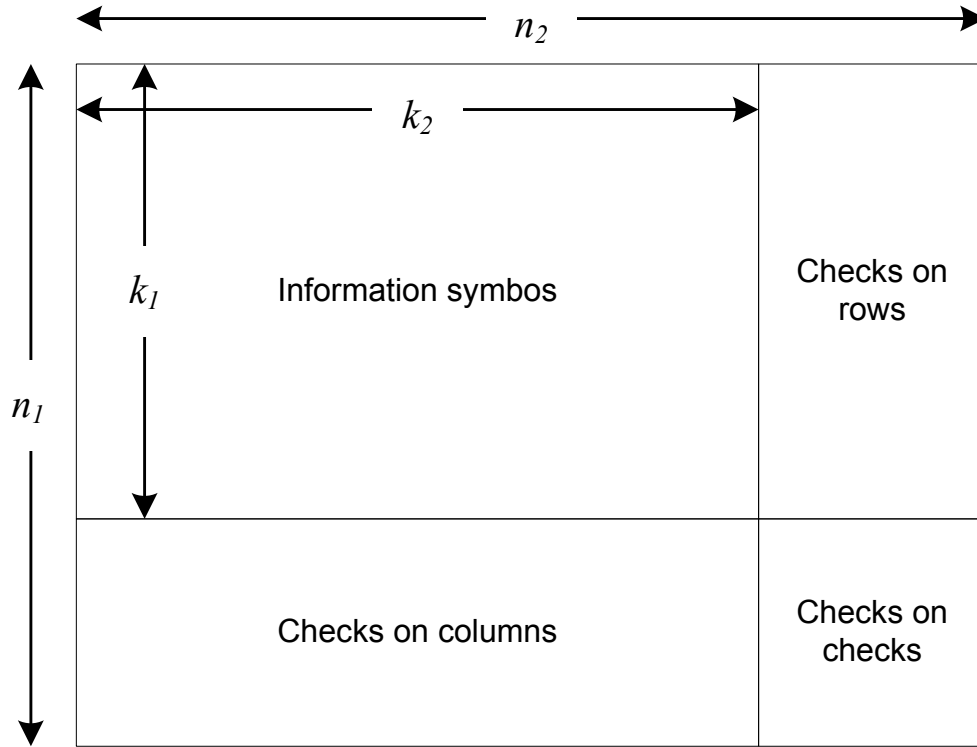 n2
k2
k1
Information symbos
Checks on
rows
n1
Checks on columns
Checks on
checks